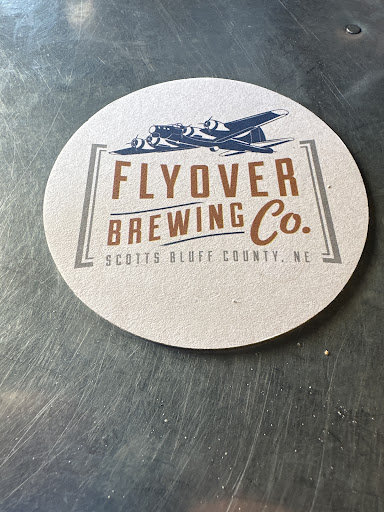 FLYOVER
BREWING Co.
SCOTTS BLUFF COUNTY, NE